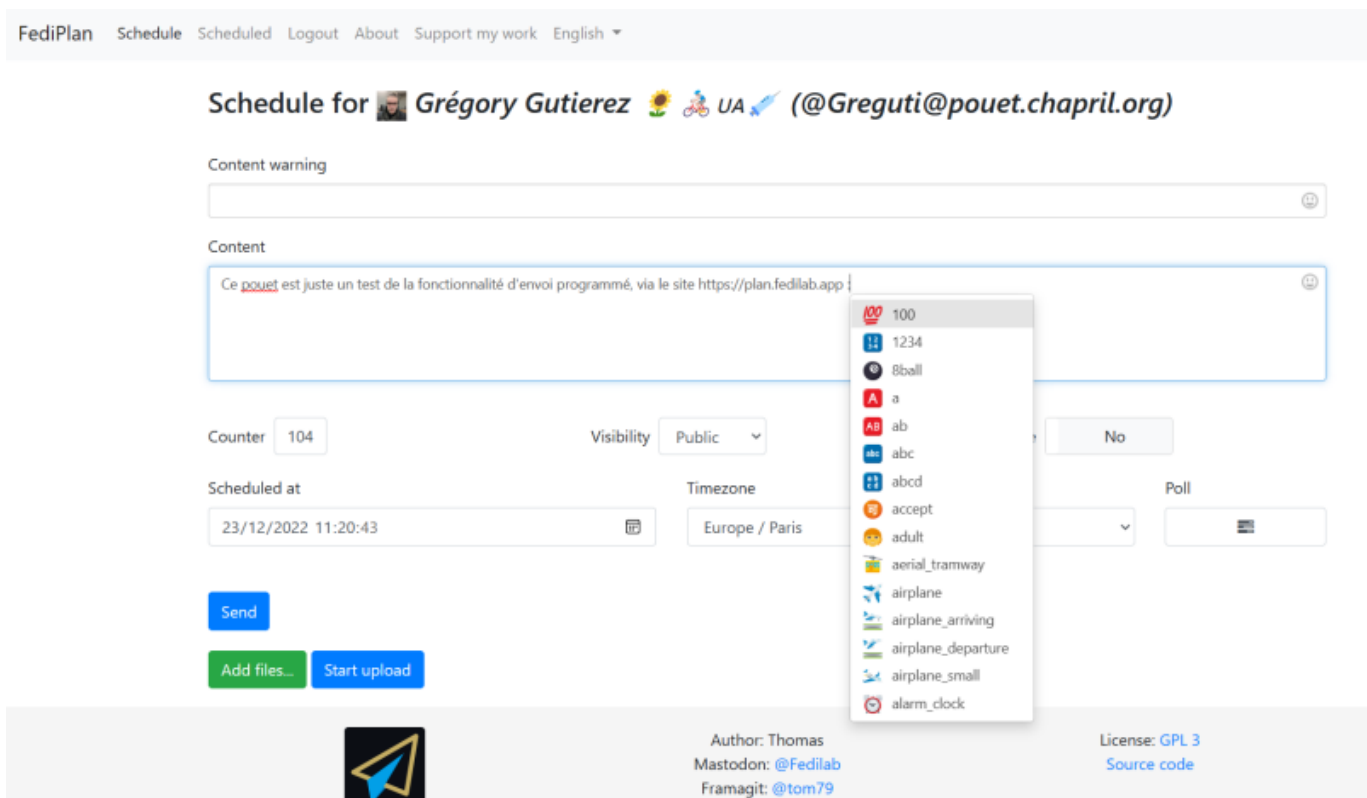 FediPlan Schedule Scheduled Logout About Support my work English
Schedule for Grégory Gutierez UA (@Greguti@pouet.chapril.org)
Content warning
Content
Ce pouet est juste un test de la fonctionnalité d'envoi programmé, via le site https://plan.fedilab.app :
100
1234
8ball
a
ab
abc
abcd
accept
adult
aerial_tramway
airplane
airplane_arriving
airplane_departure
airplane_small
alarm_clock
Counter 104 Visibility Public No
Scheduled at Timezone Poll
23/12/2022 11:20:43 Europe / Paris
Send
Add files... Start upload
Author: Thomas License: GPL 3
Mastodon: @Fedilab Source code
Framagit: @tom79